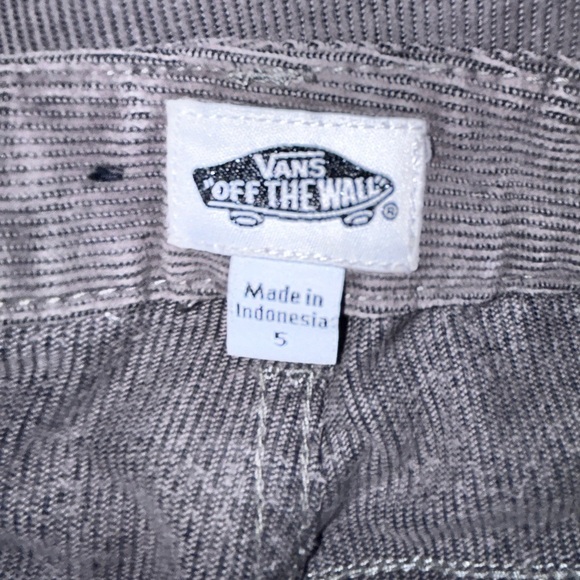 VANS
"OFF THE WALL"
®
Made in
Indonesia
5